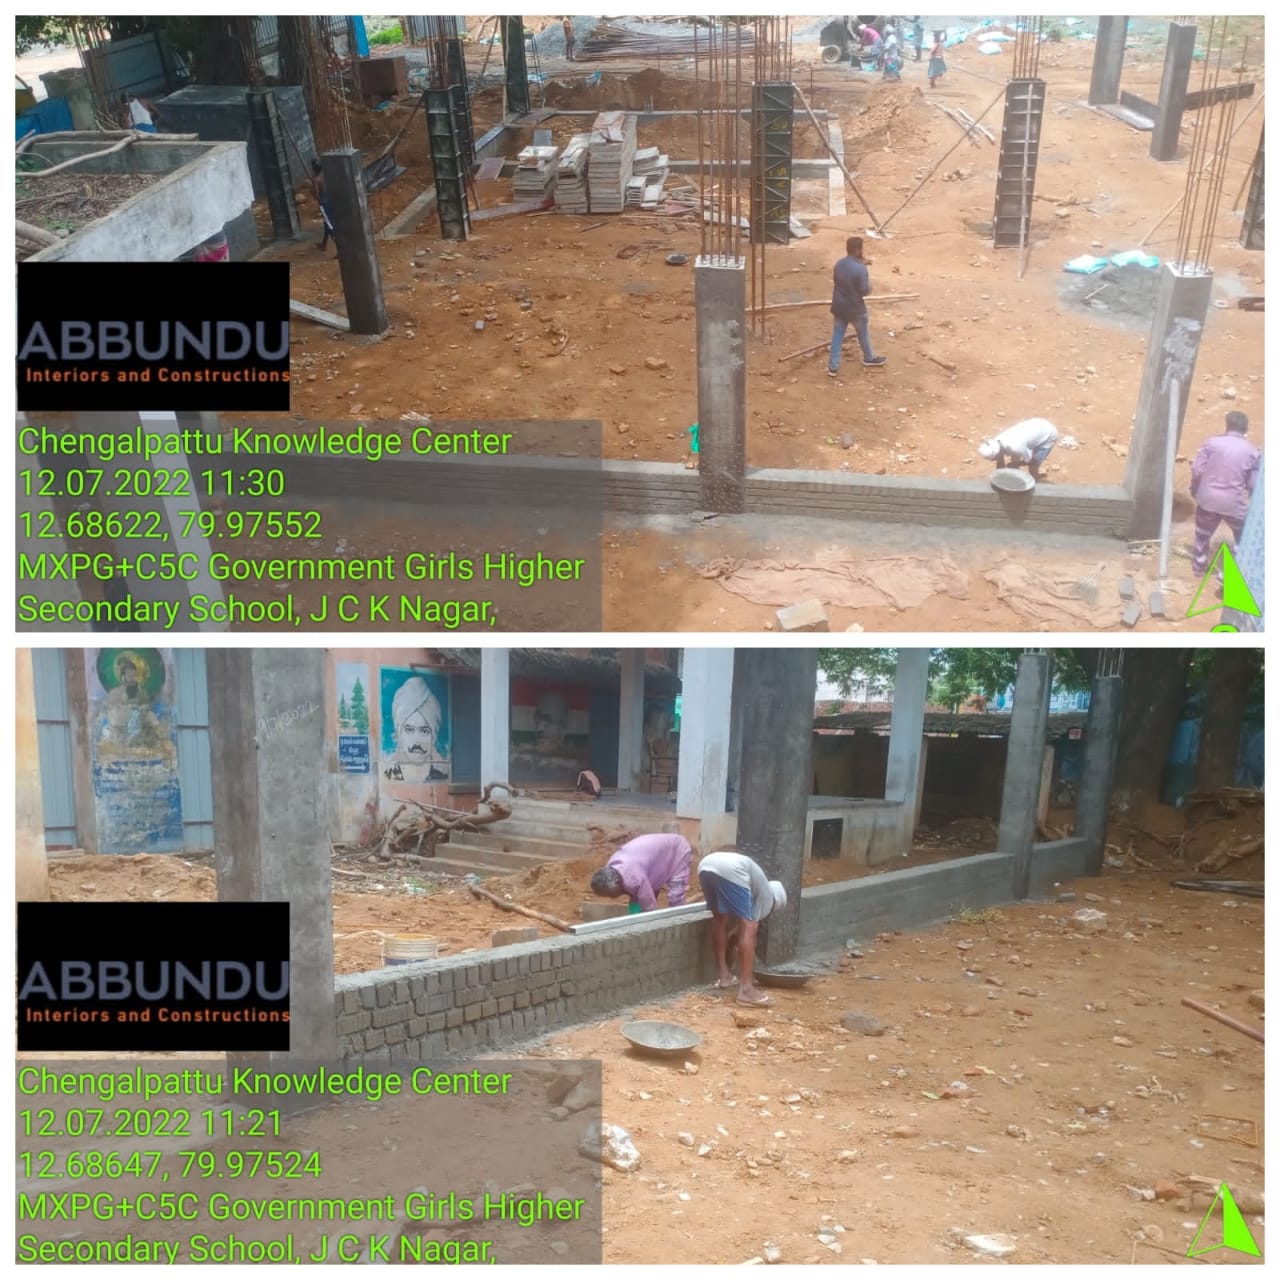 ABBUNDU
Interiors and Constructions
Chengalpattu Knowledge Center
12.07.2022 11:30
12.68622, 79.97552
MXPG+C5C Government Girls Higher
Secondary School, J C K Nagar,
ABBUNDU
Interiors and Constructions
Chengalpattu Knowledge Center
12.07.2022 11:21
12.68647, 79.97524
MXPG+C5C Government Girls Higher
Secondary School, J C K Nagar,